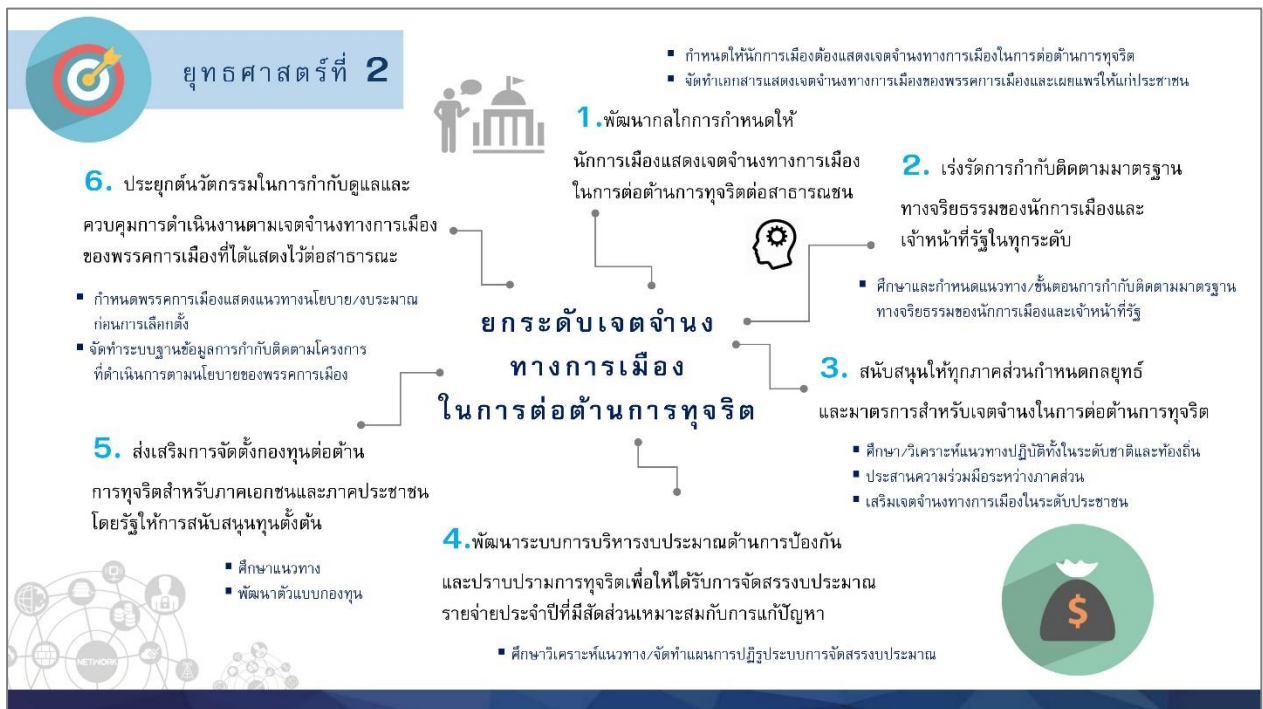 ยุทธศาสตร์ที่ 2
▪ กำหนดให้นักการเมืองต้องแสดงเจตจำนงทางการเมืองในการต่อต้านการทุจริต
▪ จัดทำเอกสารแสดงเจตจำนงทางการเมืองของพรรคการเมืองและเผยแพร่ให้แก่ประชาชน
1.พัฒนากลไกการกำหนดให้
นักการเมืองแสดงเจตจำนงทางการเมือง
ในการต่อต้านการทุจริตต่อสาธารณชน
2. เร่งรัดการกำกับติดตามมาตรฐาน
ทางจริยธรรมของนักการเมืองและ
เจ้าหน้าที่รัฐในทุกระดับ
▪ ศึกษาและกำหนดแนวทาง/ขั้นตอนการกำกับติดตามมาตรฐาน
ทางจริยธรรมของนักการเมืองและเจ้าหน้าที่รัฐ
ยกระดับเจตจำนง
ทางการเมือง
ในการต่อต้านการทุจริต
3. สนับสนุนให้ทุกภาคส่วนกำหนดกลยุทธ์
และมาตรการสำหรับเจตจำนงในการต่อต้านการทุจริต
▪ ศึกษา/วิเคราะห์แนวทางปฏิบัติทั้งในระดับชาติและท้องถิ่น
▪ ประสานความร่วมมือระหว่างภาคส่วน
▪ เสริมเจตจำนงทางการเมืองในระดับประชาชน
4.พัฒนาระบบการบริหารงบประมาณด้านการป้องกัน
และปราบปรามการทุจริตเพื่อให้ได้รับการจัดสรรงบประมาณ
รายจ่ายประจำปีที่มีสัดส่วนเหมาะสมกับการแก้ปัญหา
▪ ศึกษาวิเคราะห์แนวทาง/จัดทำแผนการปฏิรูประบบการจัดสรรงบประมาณ
5. ส่งเสริมการจัดตั้งกองทุนต่อต้าน
การทุจริตสำหรับภาคเอกชนและภาคประชาชน
โดยรัฐให้การสนับสนุนทุนตั้งต้น
▪ ศึกษาแนวทาง
▪ พัฒนาตัวแบบกองทุน
6. ประยุกต์นวัตกรรมในการกำกับดูแลและ
ควบคุมการดำเนินงานตามเจตจำนงทางการเมือง
ของพรรคการเมืองที่ได้แสดงไว้ต่อสาธารณะ
▪ กำหนดพรรคการเมืองแสดงแนวทางนโยบาย/งบประมาณ
ก่อนการเลือกตั้ง
▪ จัดทำระบบฐานข้อมูลการกำกับติดตามโครงการ
ที่ดำเนินการตามนโยบายของพรรคการเมือง
NETWORK
$